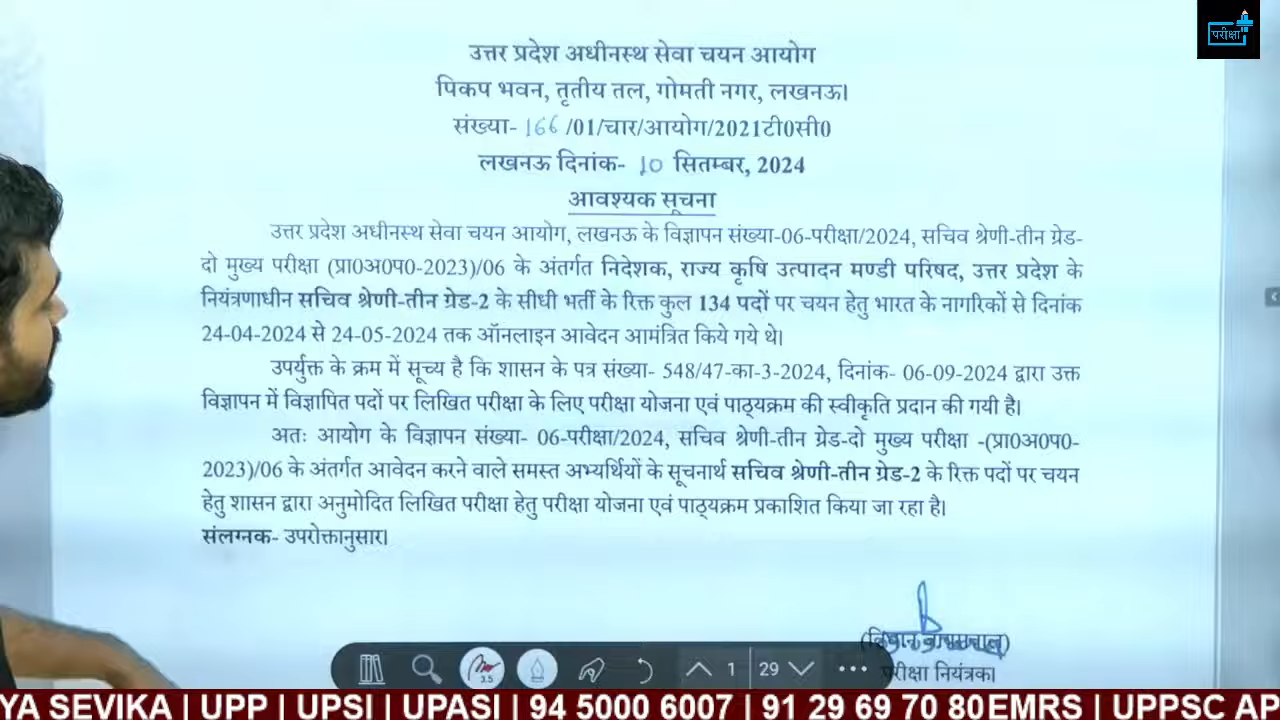 परीक्षा
उत्तर प्रदेश अधीनस्थ सेवा चयन आयोग
पिकप भवन, तृतीय तल, गोमती नगर, लखनऊ।
संख्या- 166 /01/चार/आयोग/2021टी0सी0
लखनऊ दिनांक- 10 सितम्बर, 2024
आवश्यक सूचना
उत्तर प्रदेश अधीनस्थ सेवा चयन आयोग, लखनऊ के विज्ञापन संख्या-06-परीक्षा/2024, सचिव श्रेणी-तीन ग्रेड-
दो मुख्य परीक्षा (प्रा0अ0प0-2023)/06 के अंतर्गत निदेशक, राज्य कृषि उत्पादन मण्डी परिषद, उत्तर प्रदेश के
नियंत्रणाधीन सचिव श्रेणी-तीन ग्रेड-2 के सीधी भर्ती के रिक्त कुल 134 पदों पर चयन हेतु भारत के नागरिकों से दिनांक
24-04-2024 से 24-05-2024 तक ऑनलाइन आवेदन आमंत्रित किये गये थे।
उपर्युक्त के क्रम में सूच्य है कि शासन के पत्र संख्या- 548/47-का-3-2024, दिनांक- 06-09-2024 द्वारा उक्त
विज्ञापन में विज्ञापित पदों पर लिखित परीक्षा के लिए परीक्षा योजना एवं पाठ्यक्रम की स्वीकृति प्रदान की गयी है।
अतः आयोग के विज्ञापन संख्या- 06-परीक्षा/2024, सचिव श्रेणी-तीन ग्रेड-दो मुख्य परीक्षा -(प्रा0अ0प0-
2023)/06 के अंतर्गत आवेदन करने वाले समस्त अभ्यर्थियों के सूचनार्थ सचिव श्रेणी-तीन ग्रेड-2 के रिक्त पदों पर चयन
हेतु शासन द्वारा अनुमोदित लिखित परीक्षा हेतु परीक्षा योजना एवं पाठ्यक्रम प्रकाशित किया जा रहा है।
संलग्नक- उपरोक्तानुसार।
परीक्षा नियंत्रक।
3.5 1 29
YA SEVIKA | UPP | UPSI | UPASI | 94 5000 6007 | 91 29 69 70 80 EMRS | UPPSC AP